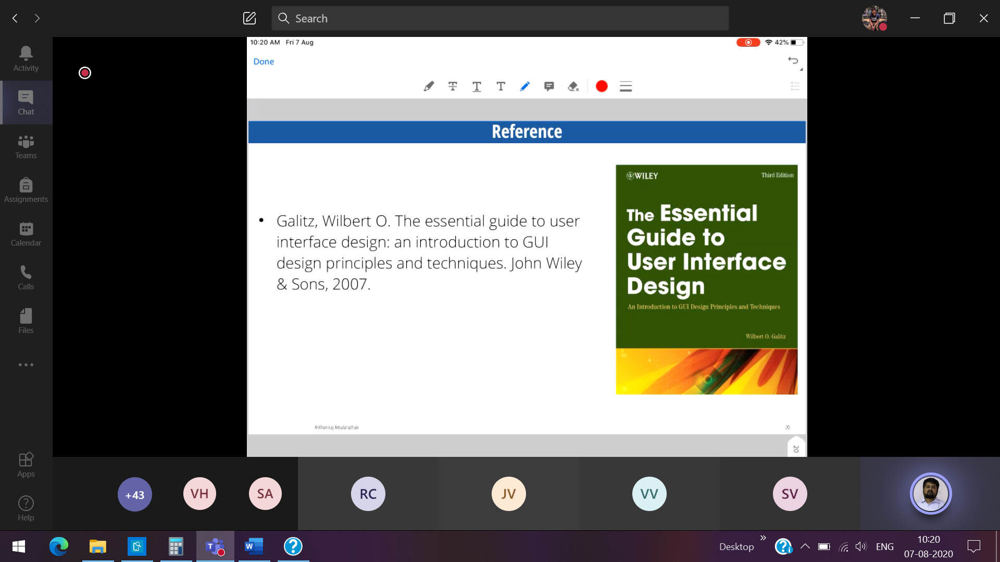 Search
Activity
Chat
Teams
Assignments
Calendar
Calls
Files
Apps
Help
10:20 AM Fri 7 Aug
42%
Done
T T T
Reference
WILEY
Third Edition
• Galitz, Wilbert O. The essential guide to user
interface design: an introduction to GUI
design principles and techniques. John Wiley
& Sons, 2007.
The Essential
Guide to
User Interface
Design
An Introduction to GUI Design Principles and Techniques
Wilbert O. Galitz
Anthoniraj Amalanathan
20
20
+43
VH
SA
RC
JV
VV
SV
T
W
?
Desktop
»
ENG
10:20
07-08-2020